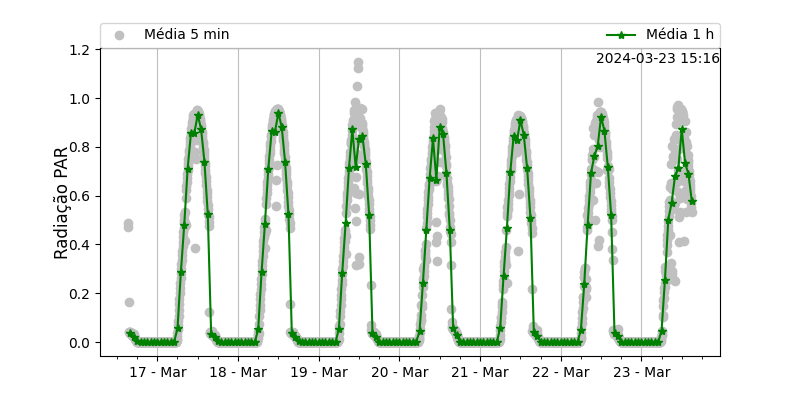 Média 5 min
Média 1 h
2024-03-23 15:16
Radiação PAR
1.2
1.0
0.8
0.6
0.4
0.2
0.0
17 - Mar
18 - Mar
19 - Mar
20 - Mar
21 - Mar
22 - Mar
23 - Mar